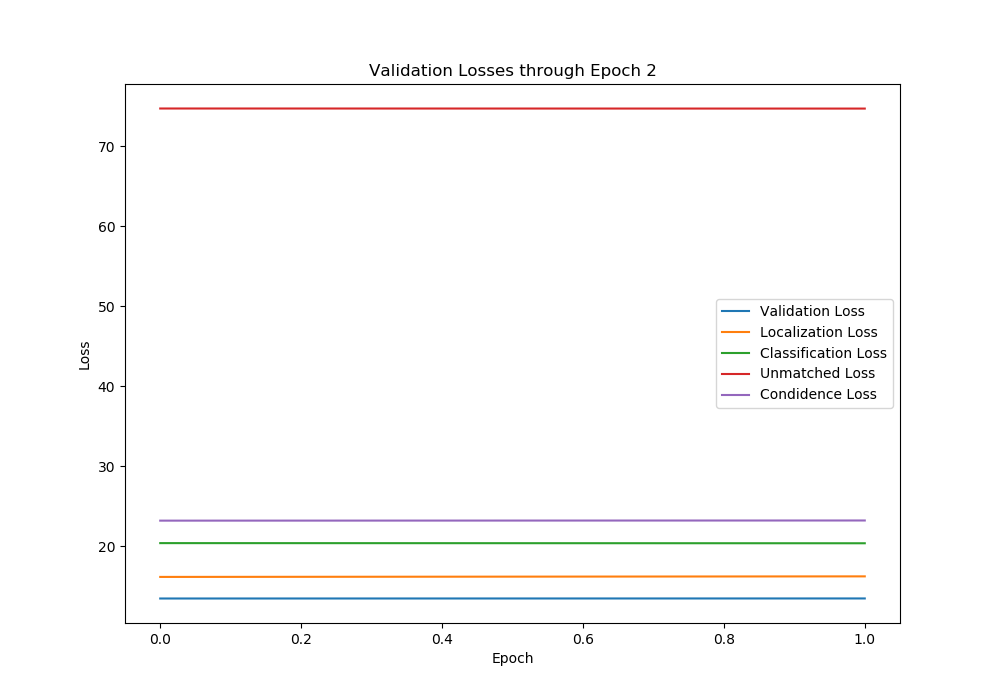 Validation Losses through Epoch 2
Loss
70
60
50
40
30
20
Validation Loss
Localization Loss
Classification Loss
Unmatched Loss
Condidence Loss
0.0 0.2 0.4 0.6 0.8 1.0
Epoch